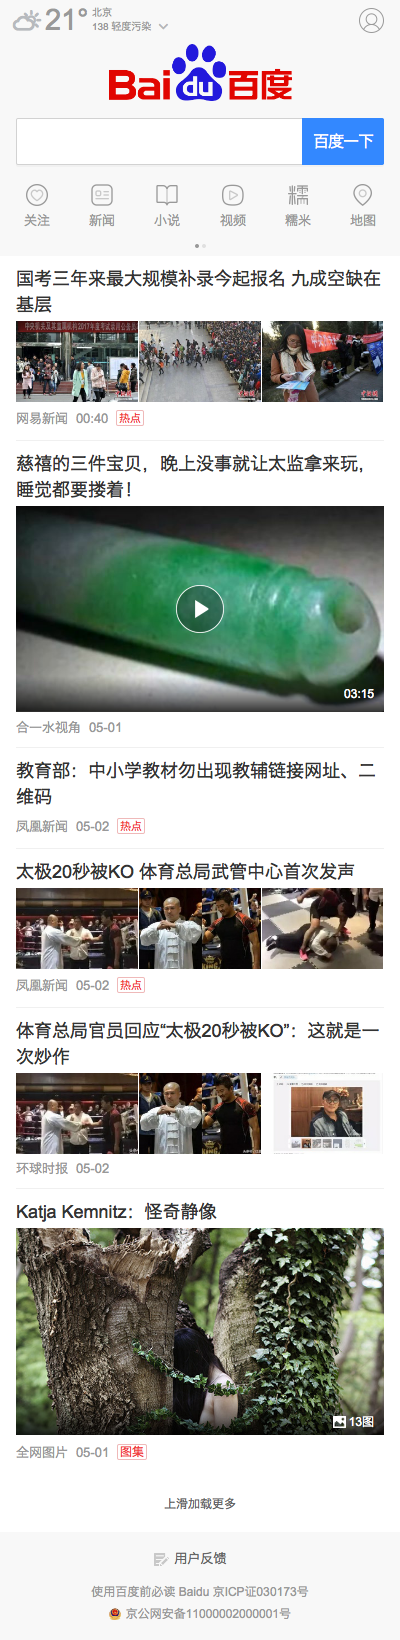 21°
北京
138 轻度污染
Bai du 百度
百度一下
关注 新闻 小说 视频 糯米 地图
糯
国考三年来最大规模补录今起报名 九成空缺在
基层
网易新闻 00:40 热点
慈禧的三件宝贝，晚上没事就让太监拿来玩，
睡觉都要搂着！
03:15
合一水视角 05-01
教育部：中小学教材勿出现教辅链接网址、二
维码
凤凰新闻 05-02 热点
太极20秒被KO 体育总局武管中心首次发声
凤凰新闻 05-02 热点
体育总局官员回应“太极20秒被KO”：这就是一
次炒作
环球时报 05-02
Katja Kemnitz：怪奇静像
13图
全网图片 05-01 图集
上滑加载更多
用户反馈
使用百度前必读 Baidu 京ICP证030173号
京公网安备11000002000001号